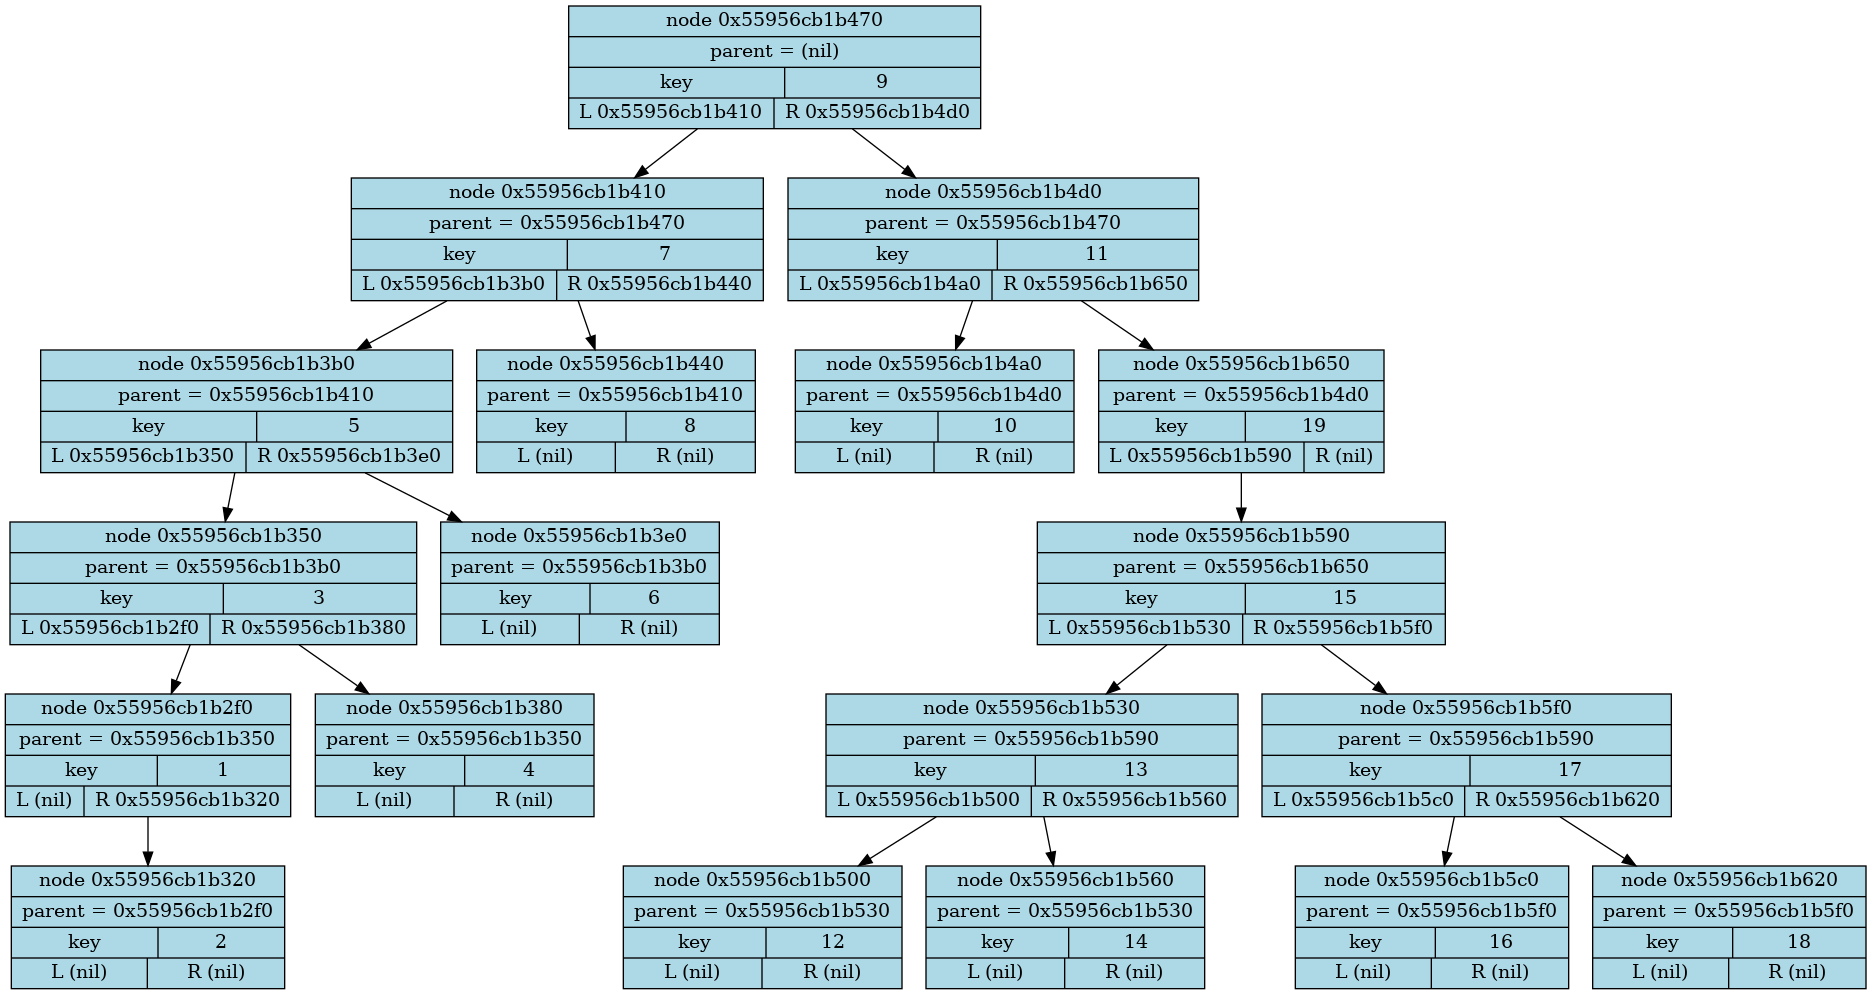 node 0x55956cb1b470
parent = (nil)
key 9
L 0x55956cb1b410 R 0x55956cb1b4d0
node 0x55956cb1b410
parent = 0x55956cb1b470
key 7
L 0x55956cb1b3b0 R 0x55956cb1b440
node 0x55956cb1b4d0
parent = 0x55956cb1b470
key 11
L 0x55956cb1b4a0 R 0x55956cb1b650
node 0x55956cb1b3b0
parent = 0x55956cb1b410
key 5
L 0x55956cb1b350 R 0x55956cb1b3e0
node 0x55956cb1b440
parent = 0x55956cb1b410
key 8
L (nil) R (nil)
node 0x55956cb1b4a0
parent = 0x55956cb1b4d0
key 10
L (nil) R (nil)
node 0x55956cb1b650
parent = 0x55956cb1b4d0
key 19
L 0x55956cb1b590 R (nil)
node 0x55956cb1b350
parent = 0x55956cb1b3b0
key 3
L 0x55956cb1b2f0 R 0x55956cb1b380
node 0x55956cb1b3e0
parent = 0x55956cb1b3b0
key 6
L (nil) R (nil)
node 0x55956cb1b590
parent = 0x55956cb1b650
key 15
L 0x55956cb1b530 R 0x55956cb1b5f0
node 0x55956cb1b2f0
parent = 0x55956cb1b350
key 1
L (nil) R 0x55956cb1b320
node 0x55956cb1b380
parent = 0x55956cb1b350
key 4
L (nil) R (nil)
node 0x55956cb1b530
parent = 0x55956cb1b590
key 13
L 0x55956cb1b500 R 0x55956cb1b560
node 0x55956cb1b5f0
parent = 0x55956cb1b590
key 17
L 0x55956cb1b5c0 R 0x55956cb1b620
node 0x55956cb1b320
parent = 0x55956cb1b2f0
key 2
L (nil) R (nil)
node 0x55956cb1b500
parent = 0x55956cb1b530
key 12
L (nil) R (nil)
node 0x55956cb1b560
parent = 0x55956cb1b530
key 14
L (nil) R (nil)
node 0x55956cb1b5c0
parent = 0x55956cb1b5f0
key 16
L (nil) R (nil)
node 0x55956cb1b620
parent = 0x55956cb1b5f0
key 18
L (nil) R (nil)